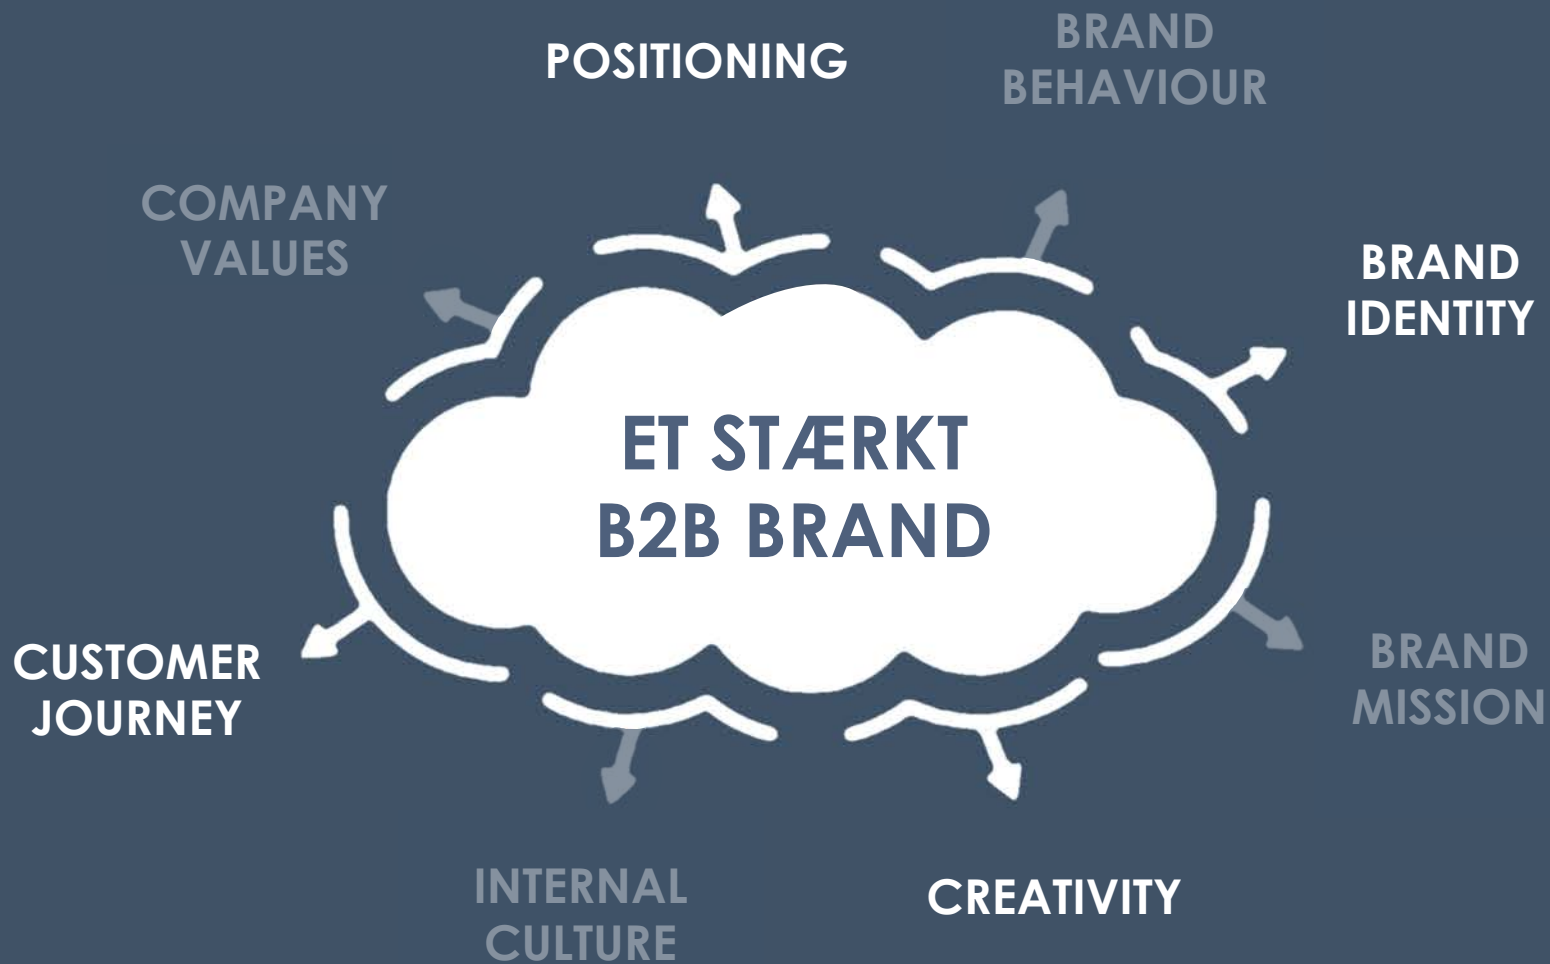 POSITIONING
BRAND
BEHAVIOUR
COMPANY
VALUES
BRAND
IDENTITY
ET STÆRKT
B2B BRAND
CUSTOMER
JOURNEY
BRAND
MISSION
INTERNAL
CULTURE
CREATIVITY